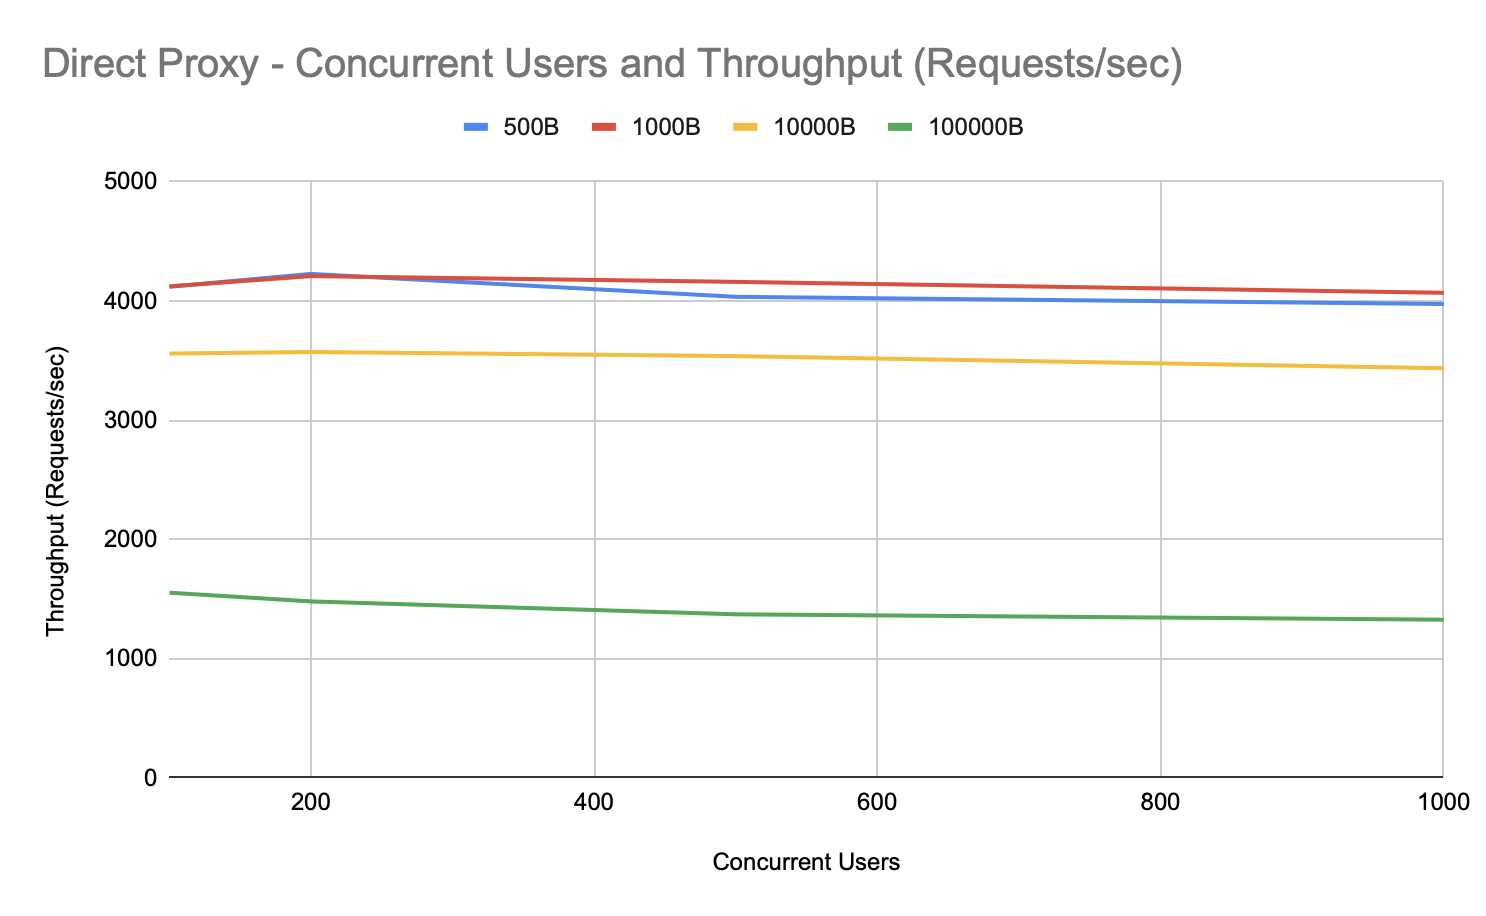 Direct Proxy - Concurrent Users and Throughput (Requests/sec)
500B 1000B 10000B 100000B
5000
4000
3000
2000
1000
0
Throughput (Requests/sec)
200 400 600 800 1000
Concurrent Users